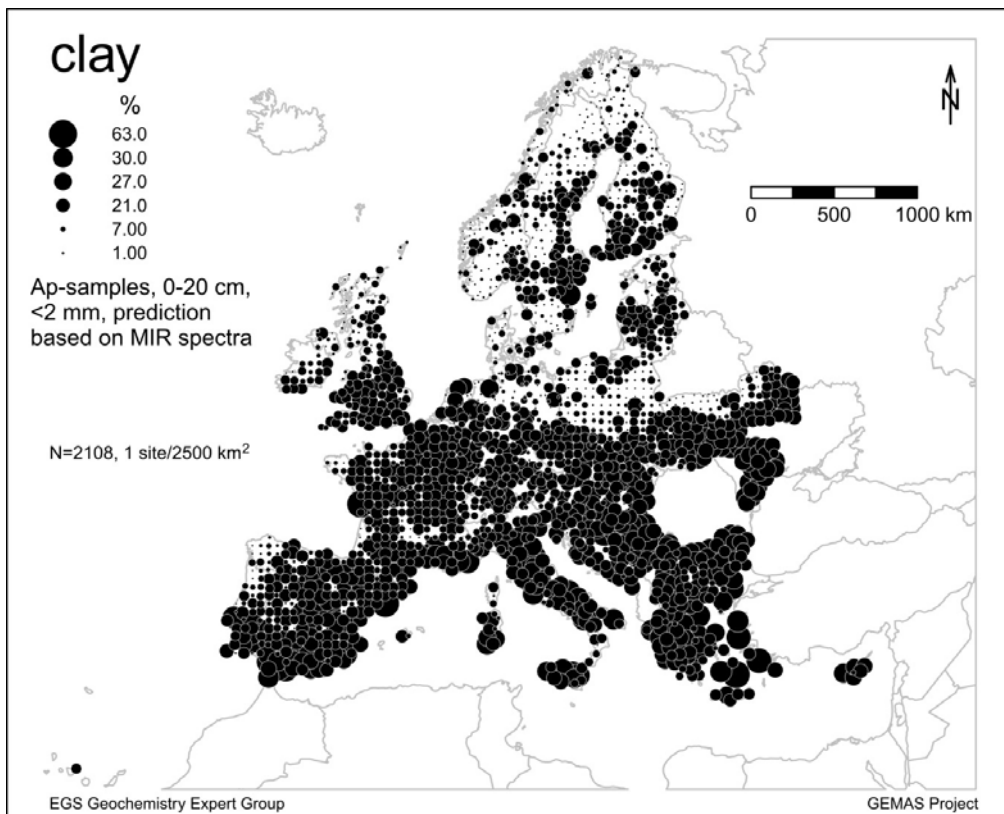 clay
%
63.0
30.0
27.0
21.0
7.00
1.00
Ap-samples, 0-20 cm,
<2 mm, prediction
based on MIR spectra
N=2108, 1 site/2500 km²
N
0 500 1000 km
EGS Geochemistry Expert Group
GEMAS Project